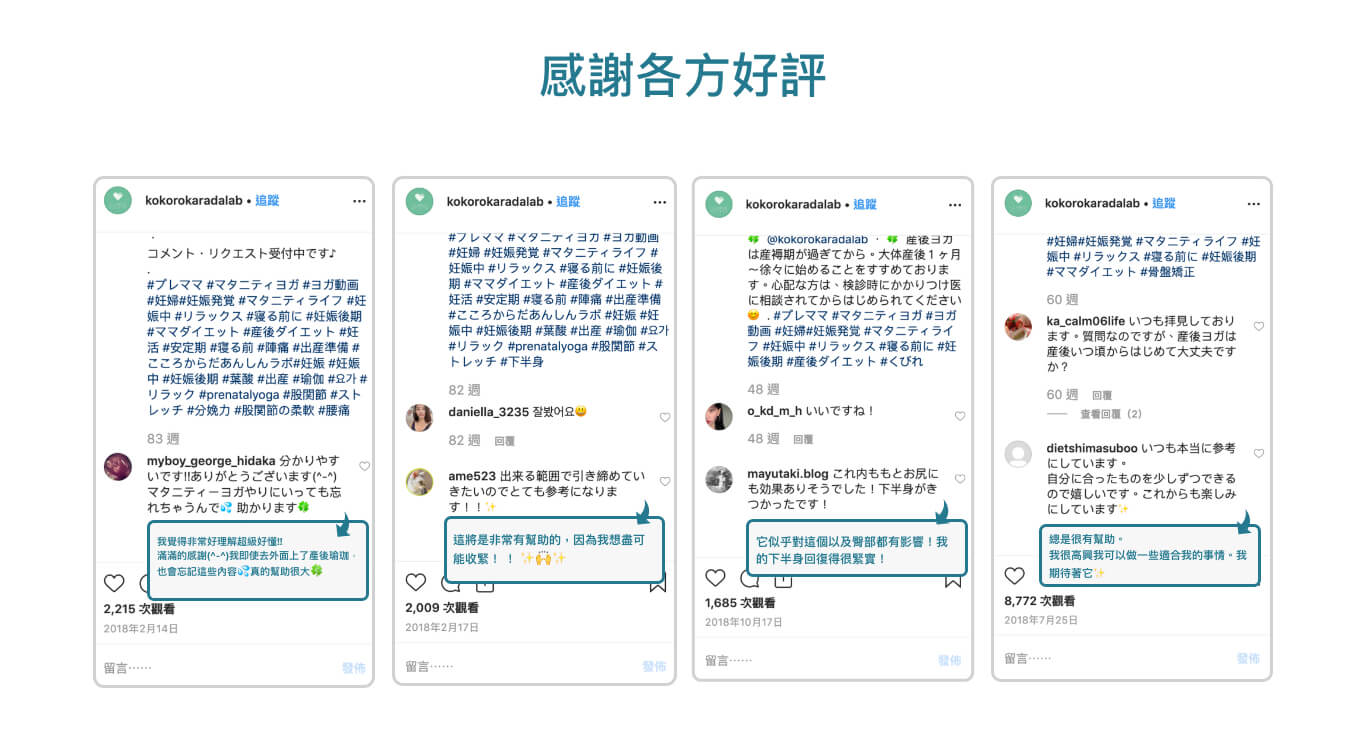 感謝各方好評
kokorokaradalab • 追蹤
コメント・リクエスト受付中です♪
.
#プレママ #マタニティヨガ #ヨガ動画
#妊婦#妊娠発覚 #マタニティライフ #妊
娠中 #リラックス #寝る前に #妊娠後期
#ママダイエット #産後ダイエット #妊
活 #安定期 #寝る前 #陣痛 #出産準備 #
こころからだあんしんラボ#妊娠 #妊娠
中 #妊娠後期 #葉酸 #出産 #瑜伽 #요가 #
リラック #prenatalyoga #股関節 #スト
レッチ #分娩力 #股関節の柔軟 #腰痛
83 週
myboy_george_hidaka 分かりやす
いです!!ありがとうございます(^-^)
マタニティーヨガやりにいっても忘
れちゃうんで💦 助かります🍀
我覺得非常好理解超級好懂!!
滿滿的感謝(^-^)我即使去外面上了產後瑜珈，
也會忘記這些內容💦真的幫助很大🍀
2,215 次觀看
2018年2月14日
留言⋯⋯ 發佈
kokorokaradalab • 追蹤
#プレママ #マタニティヨガ #ヨガ動画
#妊婦 #妊娠発覚 #マタニティライフ #
妊娠中 #リラックス #寝る前に #妊娠後
期 #ママダイエット #産後ダイエット #
妊活 #安定期 #寝る前 #陣痛 #出産準備
#こころからだあんしんラボ #妊娠 #妊
娠中 #妊娠後期 #葉酸 #出産 #瑜伽 #요가
#リラック #prenatalyoga #股関節 #ス
トレッチ #下半身
82 週
daniella_3235 잘봤어요😃
82 週 回覆
ame523 出来る範囲で引き締めてい
きたいのでとても参考になりま
す！！✨
這將是非常有幫助的，因為我想盡可
能收緊！ ！ ✨🙌✨
2,009 次觀看
2018年2月17日
留言⋯⋯ 發佈
kokorokaradalab • 追蹤
🍀 @kokorokaradalab ・ 🍀 産後ヨガ
は産褥期が過ぎてから。大体産後１ヶ月
〜徐々に始めることをすすめておりま
す。心配な方は、検診時にかかりつけ医
に相談されてからはじめられてください
😊 . #プレママ #マタニティヨガ #ヨガ
動画 #妊婦#妊娠発覚 #マタニティライ
フ #妊娠中 #リラックス #寝る前に #妊
娠後期 #産後ダイエット #くびれ
48 週
o_kd_m_h いいですね！
48 週 回覆
mayutaki.blog これ内ももとお尻に
も効果ありそうでした！下半身がき
つかったです！
它似乎對這個以及臀部都有影響！我
的下半身回復得很緊實！
1,685 次觀看
2018年10月17日
留言⋯⋯ 發佈
kokorokaradalab • 追蹤
#妊婦#妊娠発覚 #マタニティライフ #妊
娠中 #リラックス #寝る前に #妊娠後期
#ママダイエット #骨盤矯正
60 週
ka_calm06life いつも拝見しており
ます。質問なのですが、産後ヨガは
産後いつ頃からはじめて大丈夫です
か？
60 週 回覆
查看回覆（2）
dietshimasuboo いつも本当に参考
にしています。
自分に合ったものを少しずつできる
ので嬉しいです。これからも楽しみ
にしています✨
總是很有幫助。
我很高興我可以做一些適合我的事情。我
期待著它✨
8,772 次觀看
2018年7月25日
留言⋯⋯ 發佈